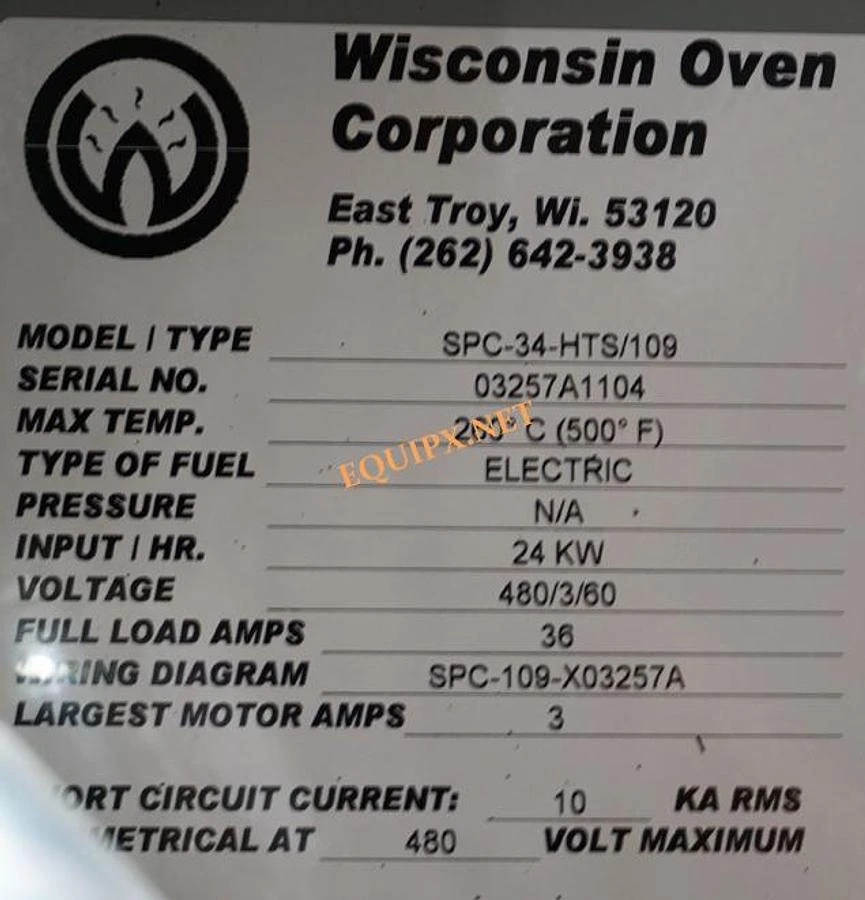 Wisconsin Oven
Corporation
East Troy, Wi. 53120
Ph. (262) 642-3938
MODEL / TYPE SPC-34-HTS/109
SERIAL NO. 03257A1104
MAX TEMP. C (500° F)
EQUIPX.NET
TYPE OF FUEL ELECTRIC
PRESSURE N/A
INPUT / HR. 24 KW
VOLTAGE 480/3/60
FULL LOAD AMPS 36
DIAGRAM SPC-109-X03257A
LARGEST MOTOR AMPS 3
CIRCUIT CURRENT: 10 KA RMS
AT 480 VOLT MAXIMUM